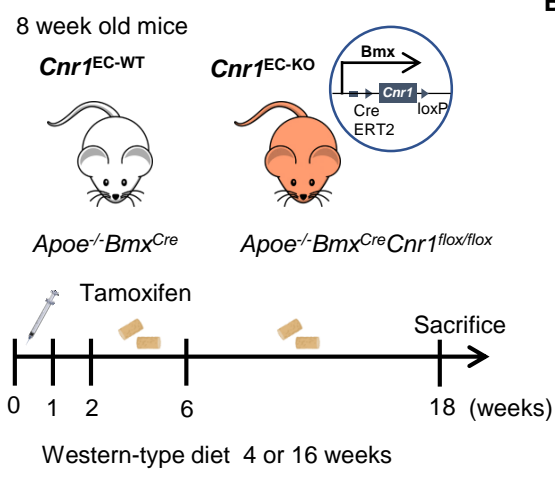 E
8 week old mice
Cnr1EC-WT
Cnr1EC-KO
Bmx
Cnr1
Cre
ERT2
loxP
Apoe-/-BmxCre
Apoe-/-BmxCreCnr1flox/flox
Tamoxifen
Sacrifice
0 1 2 6 18 (weeks)
Western-type diet 4 or 16 weeks